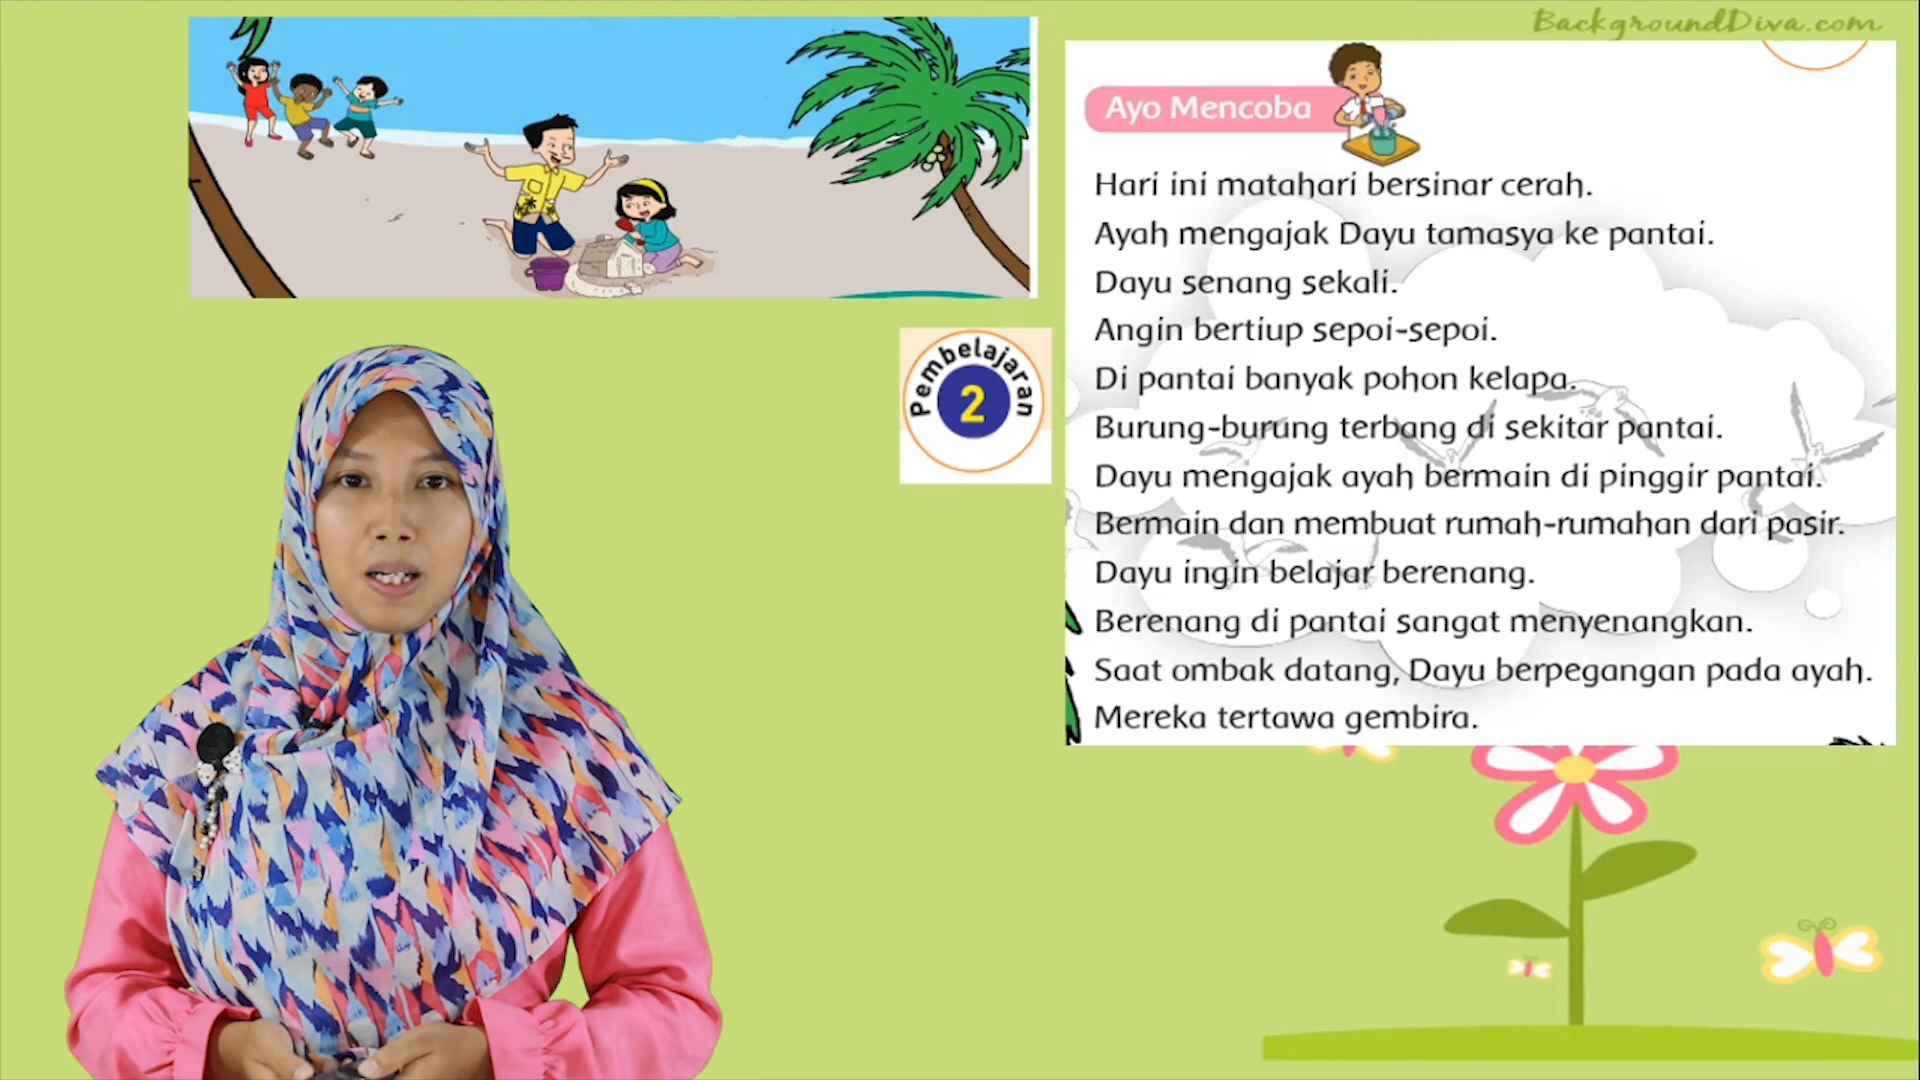 BackgroundDiva.com
Ayo Mencoba
Hari ini matahari bersinar cerah.
Ayah mengajak Dayu tamasya ke pantai.
Dayu senang sekali.
Angin bertiup sepoi-sepoi.
Di pantai banyak pohon kelapa.
Burung-burung terbang di sekitar pantai.
Dayu mengajak ayah bermain di pinggir pantai.
Bermain dan membuat rumah-rumahan dari pasir.
Dayu ingin belajar berenang.
Berenang di pantai sangat menyenangkan.
Saat ombak datang, Dayu berpegangan pada ayah.
Mereka tertawa gembira.
Pembelajaran
2